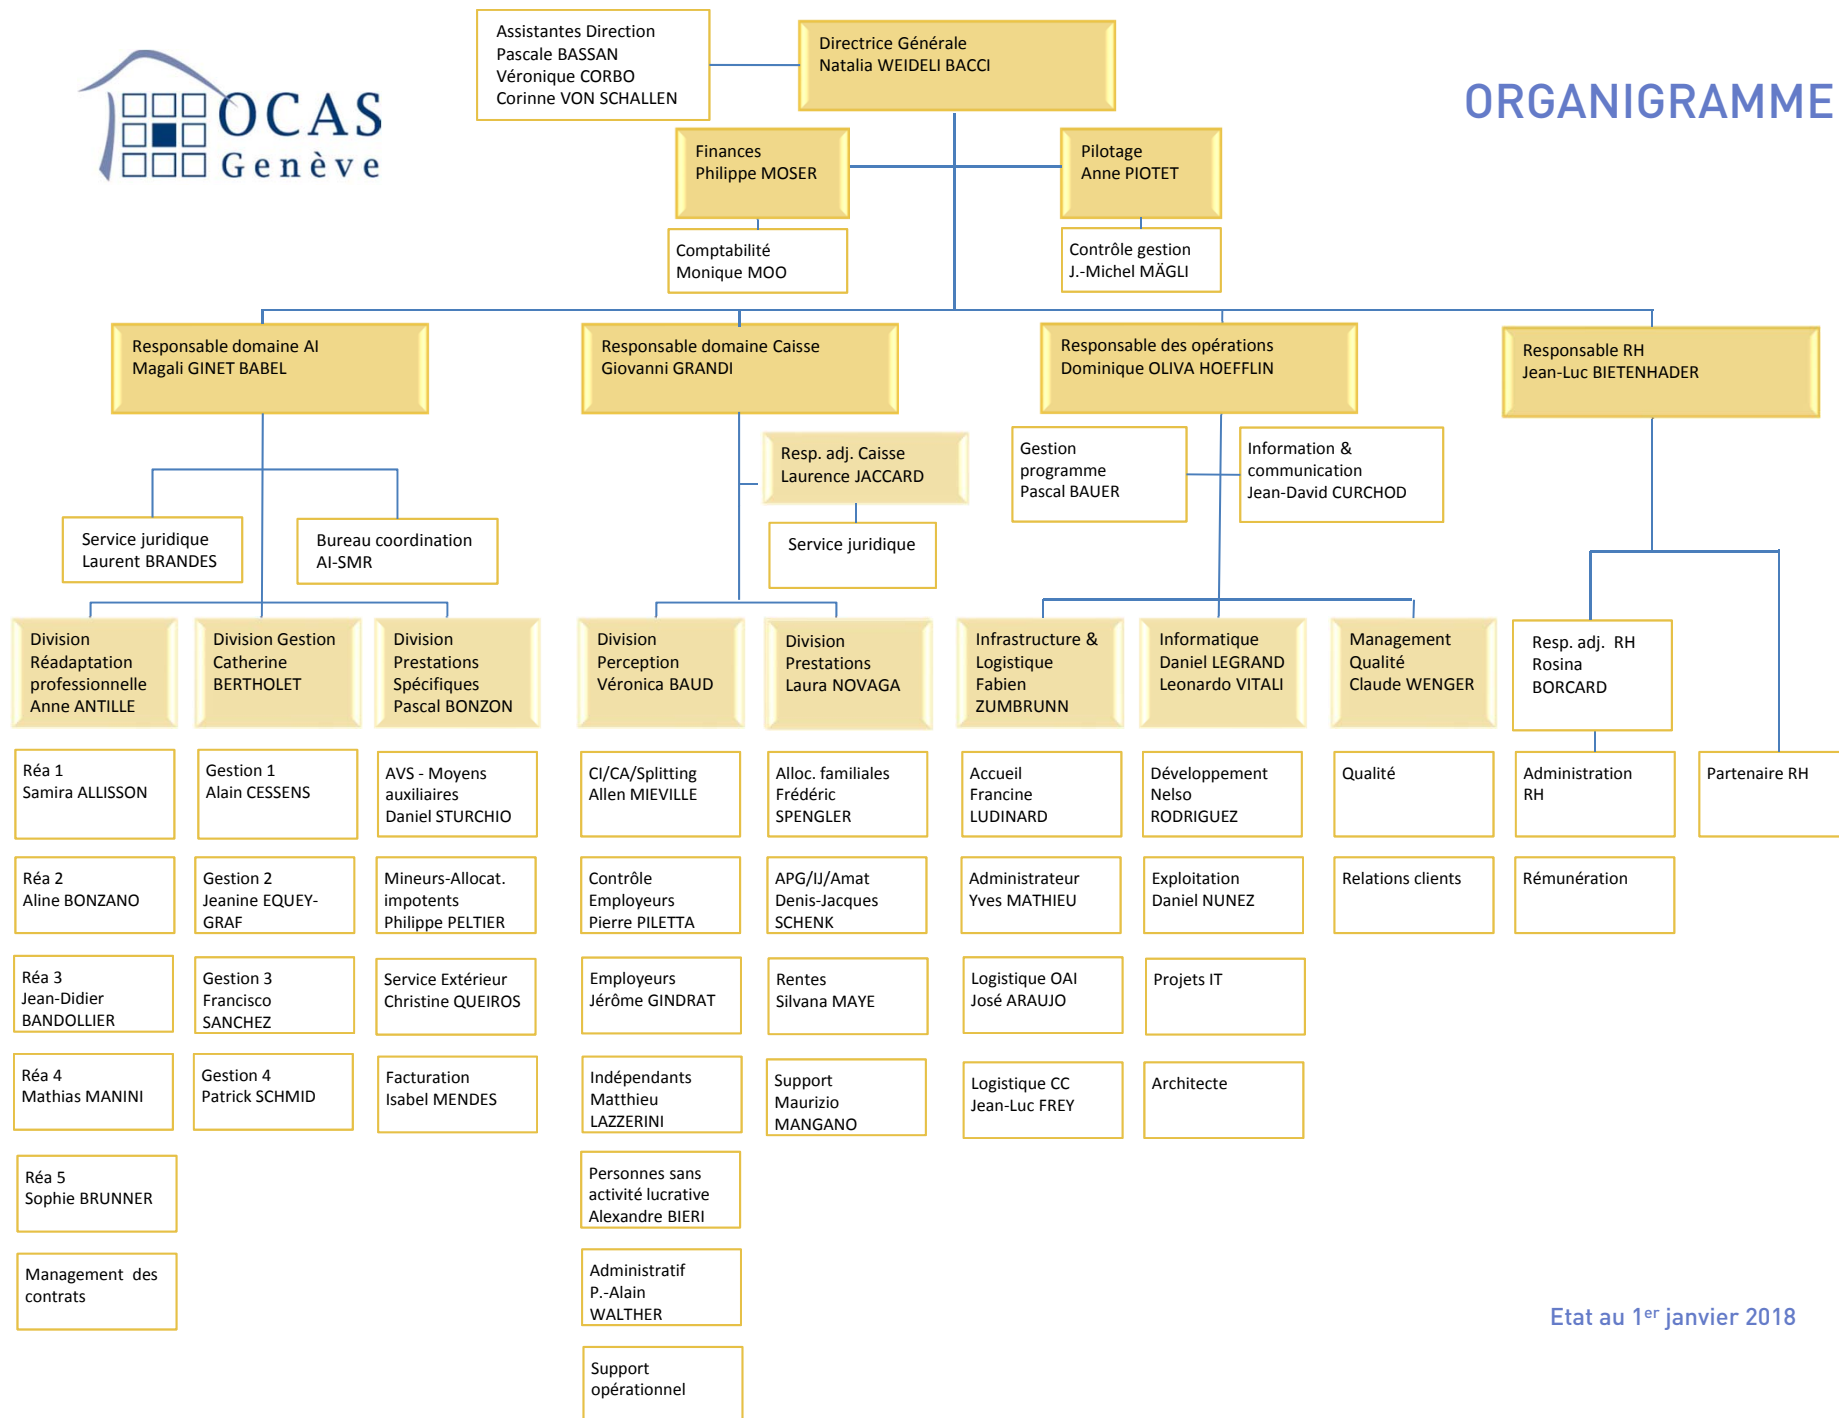 OCAS
Genève
Assistantes Direction
Pascale BASSAN
Véronique CORBO
Corinne VON SCHALLEN
Directrice Générale
Natalia WEIDELI BACCI
ORGANIGRAMME
Finances
Philippe MOSER
Pilotage
Anne PIOTET
Comptabilité
Monique MOO
Contrôle gestion
J.-Michel MÄGLI
Responsable domaine AI
Magali GINET BABEL
Responsable domaine Caisse
Giovanni GRANDI
Responsable des opérations
Dominique OLIVA HOEFFLIN
Responsable RH
Jean-Luc BIETENHADER
Resp. adj. Caisse
Laurence JACCARD
Gestion
programme
Pascal BAUER
Information &
communication
Jean-David CURCHOD
Service juridique
Laurent BRANDES
Bureau coordination
AI-SMR
Service juridique
Division
Réadaptation
professionnelle
Anne ANTILLE
Division Gestion
Catherine
BERTHOLET
Division
Prestations
Spécifiques
Pascal BONZON
Division
Perception
Véronica BAUD
Division
Prestations
Laura NOVAGA
Infrastructure &
Logistique
Fabien
ZUMBRUNN
Informatique
Daniel LEGRAND
Leonardo VITALI
Management
Qualité
Claude WENGER
Resp. adj. RH
Rosina
BORCARD
Réa 1
Samira ALLISSON
Gestion 1
Alain CESSENS
AVS - Moyens
auxiliaires
Daniel STURCHIO
CI/CA/Splitting
Allen MIEVILLE
Alloc. familiales
Frédéric
SPENGLER
Accueil
Francine
LUDINARD
Développement
Nelso
RODRIGUEZ
Qualité
Administration
RH
Partenaire RH
Réa 2
Aline BONZANO
Gestion 2
Jeanine EQUEY-
GRAF
Mineurs-Allocat.
impotents
Philippe PELTIER
Contrôle
Employeurs
Pierre PILETTA
APG/IJ/Amat
Denis-Jacques
SCHENK
Administrateur
Yves MATHIEU
Exploitation
Daniel NUNEZ
Relations clients
Rémunération
Réa 3
Jean-Didier
BANDOLLIER
Gestion 3
Francisco
SANCHEZ
Service Extérieur
Christine QUEIROS
Employeurs
Jérôme GINDRAT
Rentes
Silvana MAYE
Logistique OAI
José ARAUJO
Projets IT
Réa 4
Mathias MANINI
Gestion 4
Patrick SCHMID
Facturation
Isabel MENDES
Indépendants
Matthieu
LAZZERINI
Support
Maurizio
MANGANO
Logistique CC
Jean-Luc FREY
Architecte
Réa 5
Sophie BRUNNER
Personnes sans
activité lucrative
Alexandre BIERI
Management des
contrats
Administratif
P.-Alain
WALTHER
Support
opérationnel
Etat au 1er janvier 2018